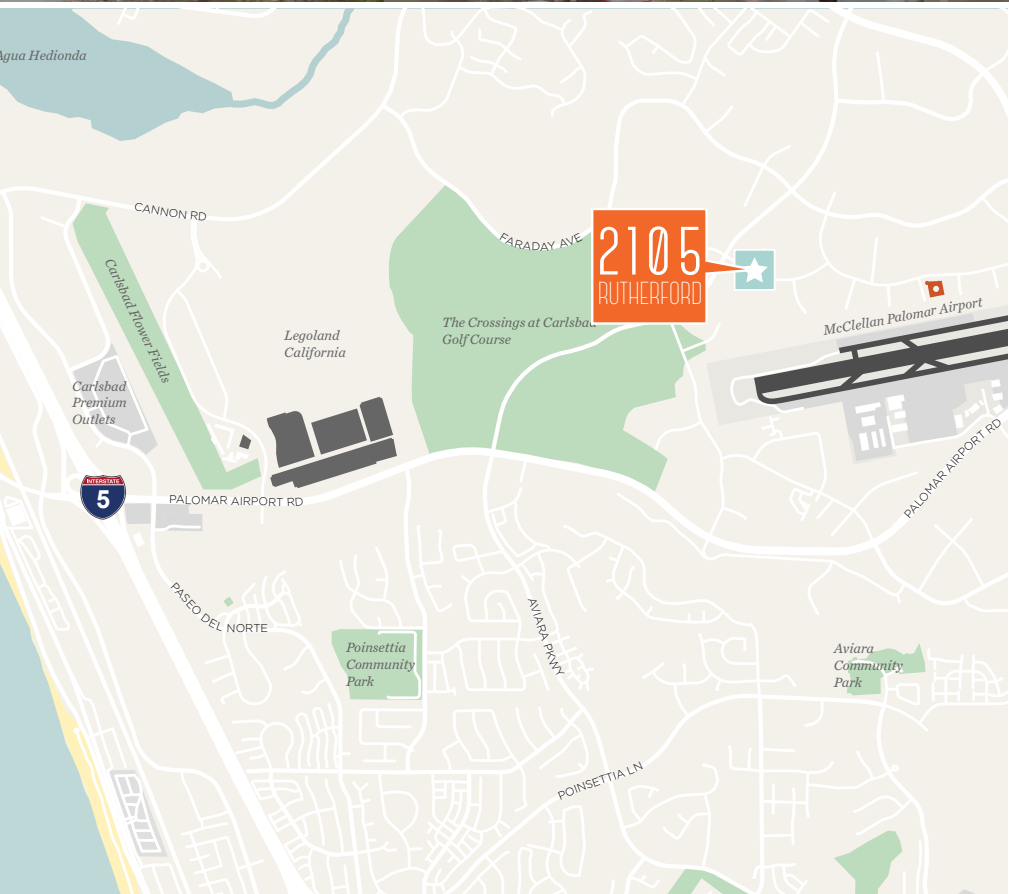 Agua Hedionda
CANNON RD
FARADAY AVE
2105
RUTHERFORD
Carlsbad Flower Fields
Legoland
California
The Crossings at Carlsbad
Golf Course
McClellan Palomar Airport
Carlsbad
Premium
Outlets
INTERSTATE
5
PALOMAR AIRPORT RD
PALOMAR AIRPORT RD
PASEO DEL NORTE
AVIARA PKWY
Poinsettia
Community
Park
Aviara
Community
Park
POINSETTIA LN